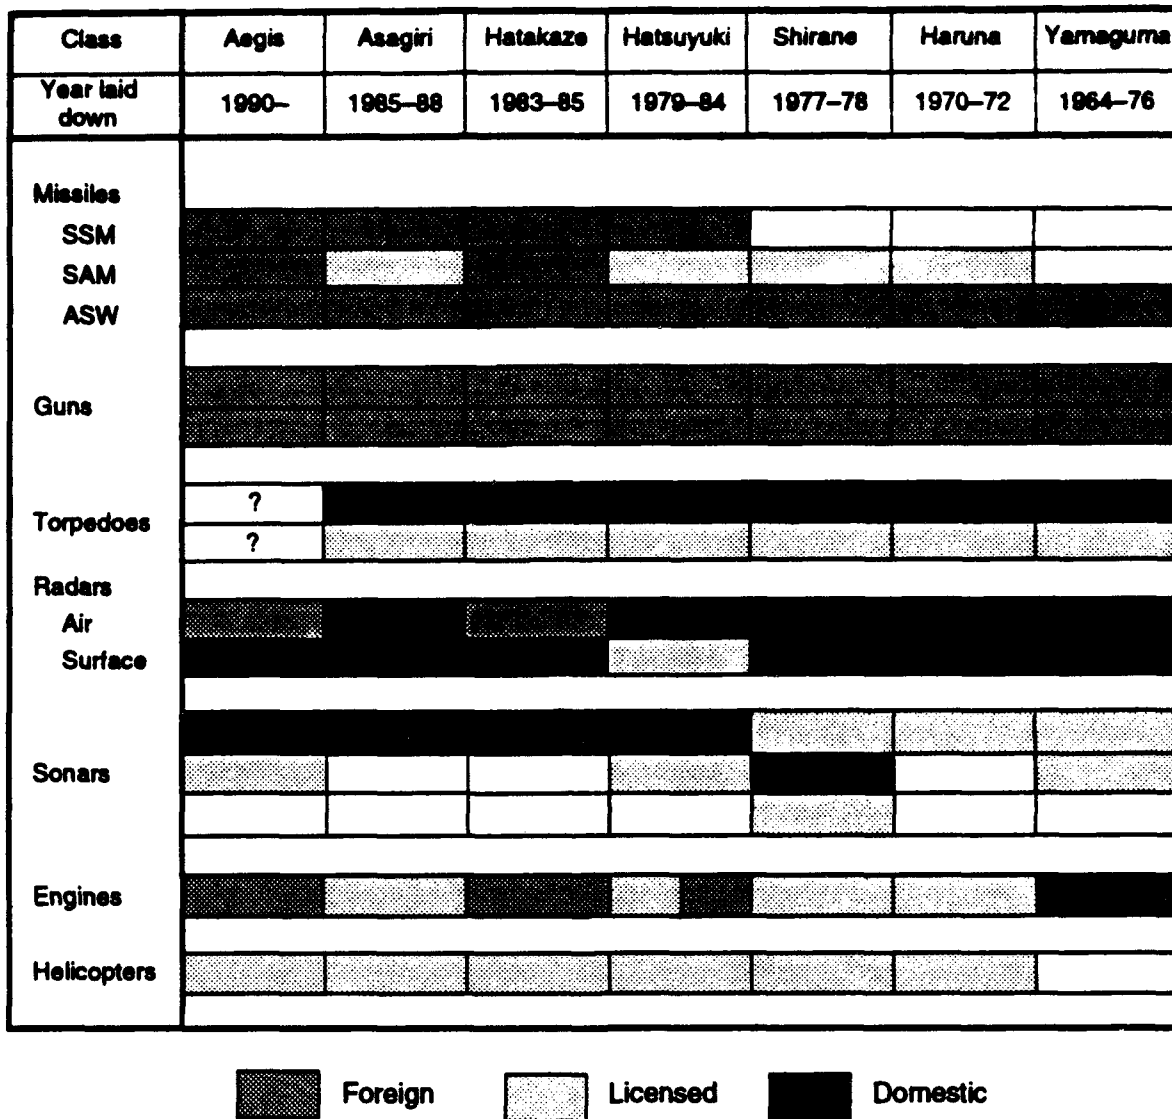 Class Aegis Asagiri Hatakaze Hatsuyuki Shirane Haruna Yamaguma
Year laid
down 1990– 1985–88 1983–85 1979–84 1977–78 1970–72 1964–76
Missiles
SSM
SAM
ASW
Guns
?
Torpedoes
?
Radars
Air
Surface
Sonars
Engines
Helicopters
Foreign Licensed Domestic